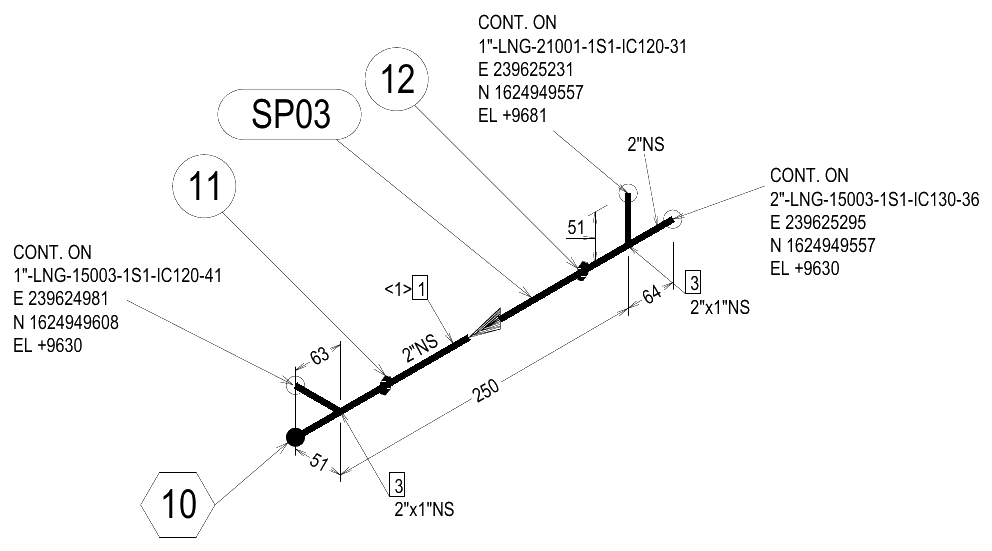 CONT. ON
1"-LNG-21001-1S1-IC120-31
E 239625231
N 1624949557
EL +9681
12
SP03
2"NS
11
CONT. ON
2"-LNG-15003-1S1-IC130-36
E 239625295
N 1624949557
EL +9630
51
CONT. ON
1"-LNG-15003-1S1-IC120-41
E 239624981
N 1624949608
EL +9630
<1> 1
64
3
2"x1"NS
63
2"NS
250
51
3
2"x1"NS
10